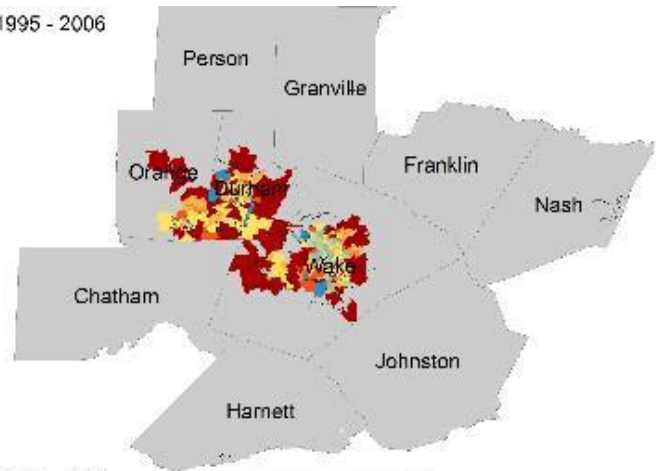 1995 - 2006
Person
Granville
Orange
Durham
Franklin
Nash
Wake
Chatham
Johnston
Harnett